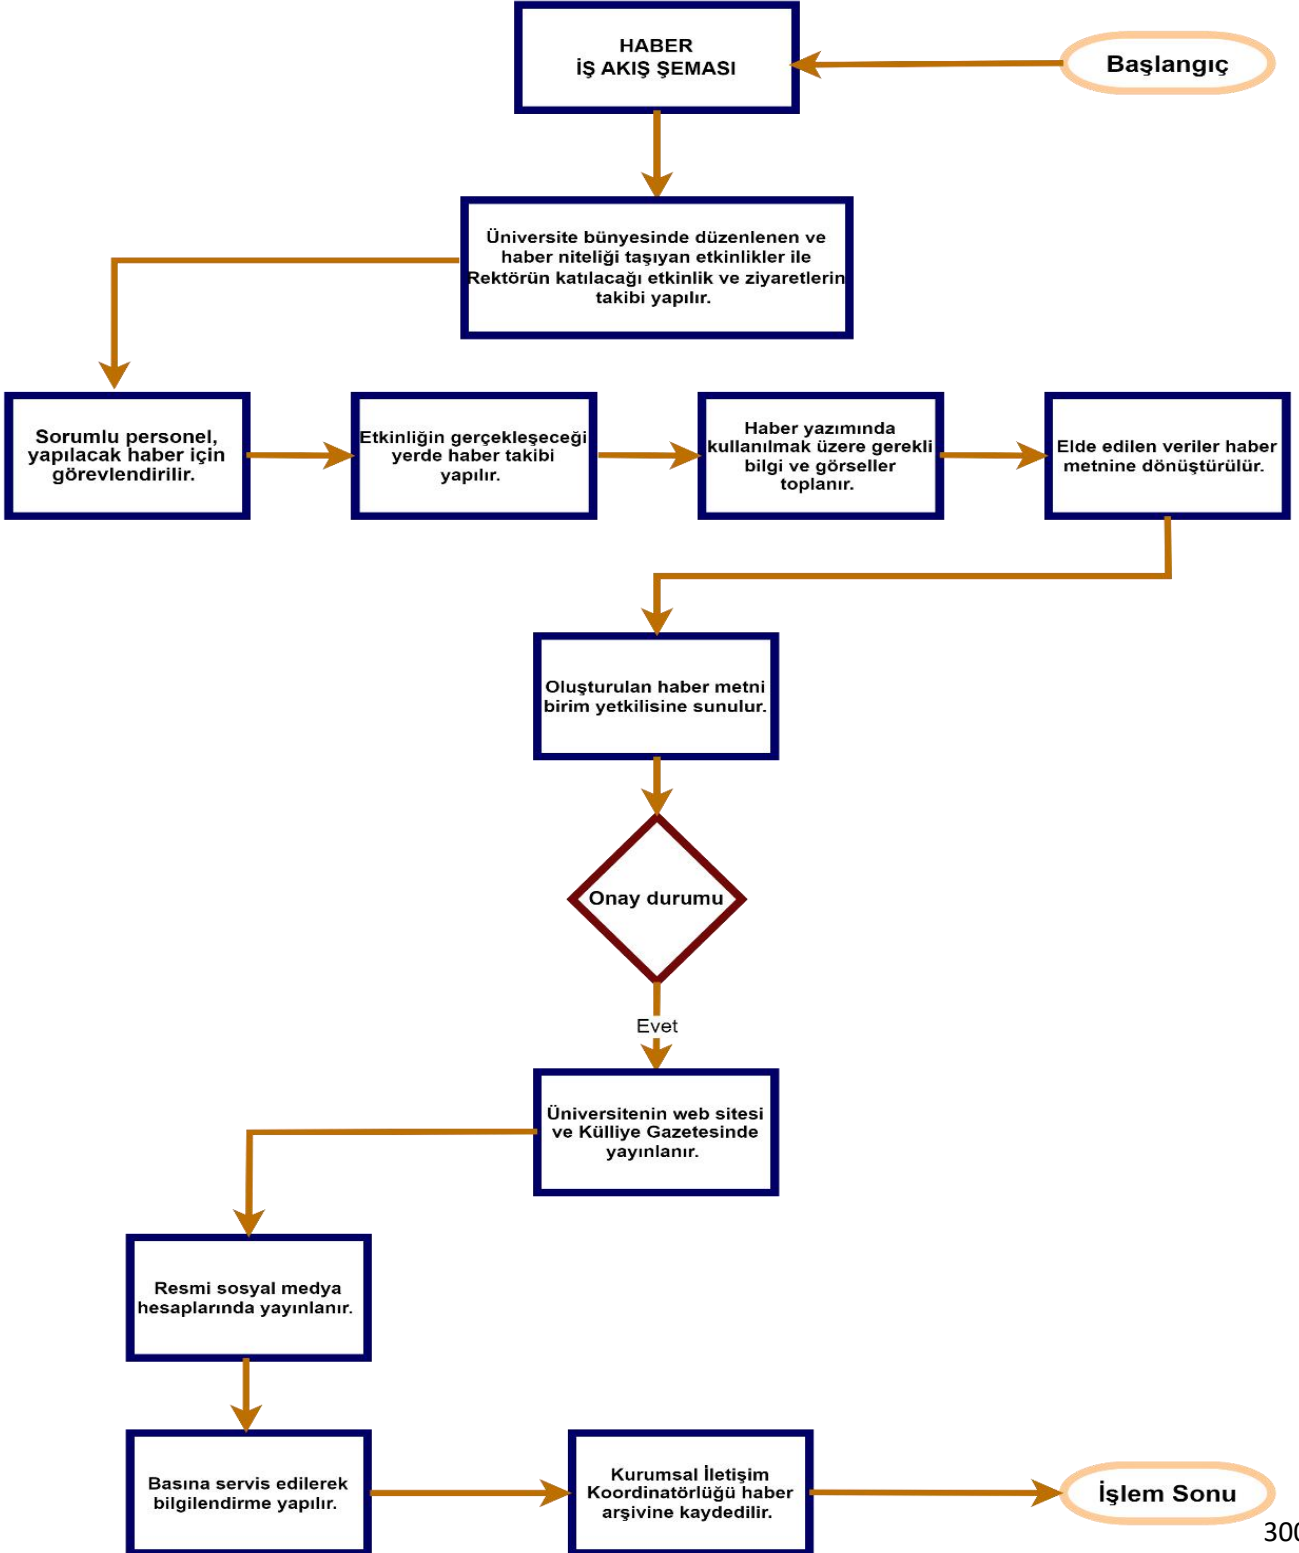 HABER
İŞ AKIŞ ŞEMASI
Başlangıç
Üniversite bünyesinde düzenlenen ve
haber niteliği taşıyan etkinlikler ile
Rektörün katılacağı etkinlik ve ziyaretlerin
takibi yapılır.
Sorumlu personel,
yapılacak haber için
görevlendirilir.
Etkinliğin gerçekleşeceği
yerde haber takibi
yapılır.
Haber yazımında
kullanılmak üzere gerekli
bilgi ve görseller
toplanır.
Elde edilen veriler haber
metnine dönüştürülür.
Oluşturulan haber metni
birim yetkilisine sunulur.
Onay durumu
Evet
Üniversitenin web sitesi
ve Külliye Gazetesinde
yayınlanır.
Resmi sosyal medya
hesaplarında yayınlanır.
Basına servis edilerek
bilgilendirme yapılır.
Kurumsal İletişim
Koordinatörlüğü haber
arşivine kaydedilir.
İşlem Sonu
300